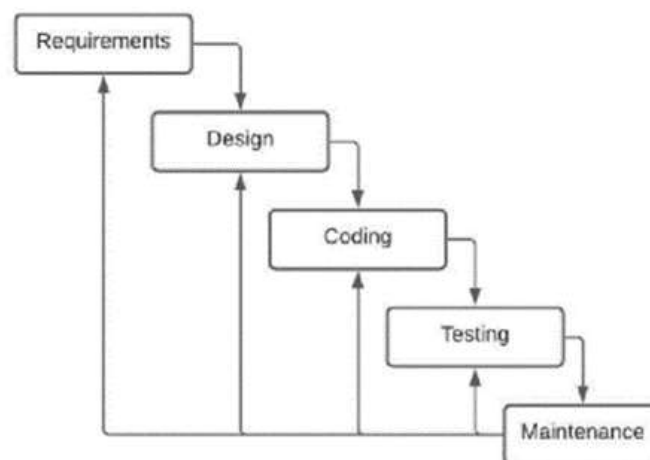 Requirements
Design
Coding
Testing
Maintenance